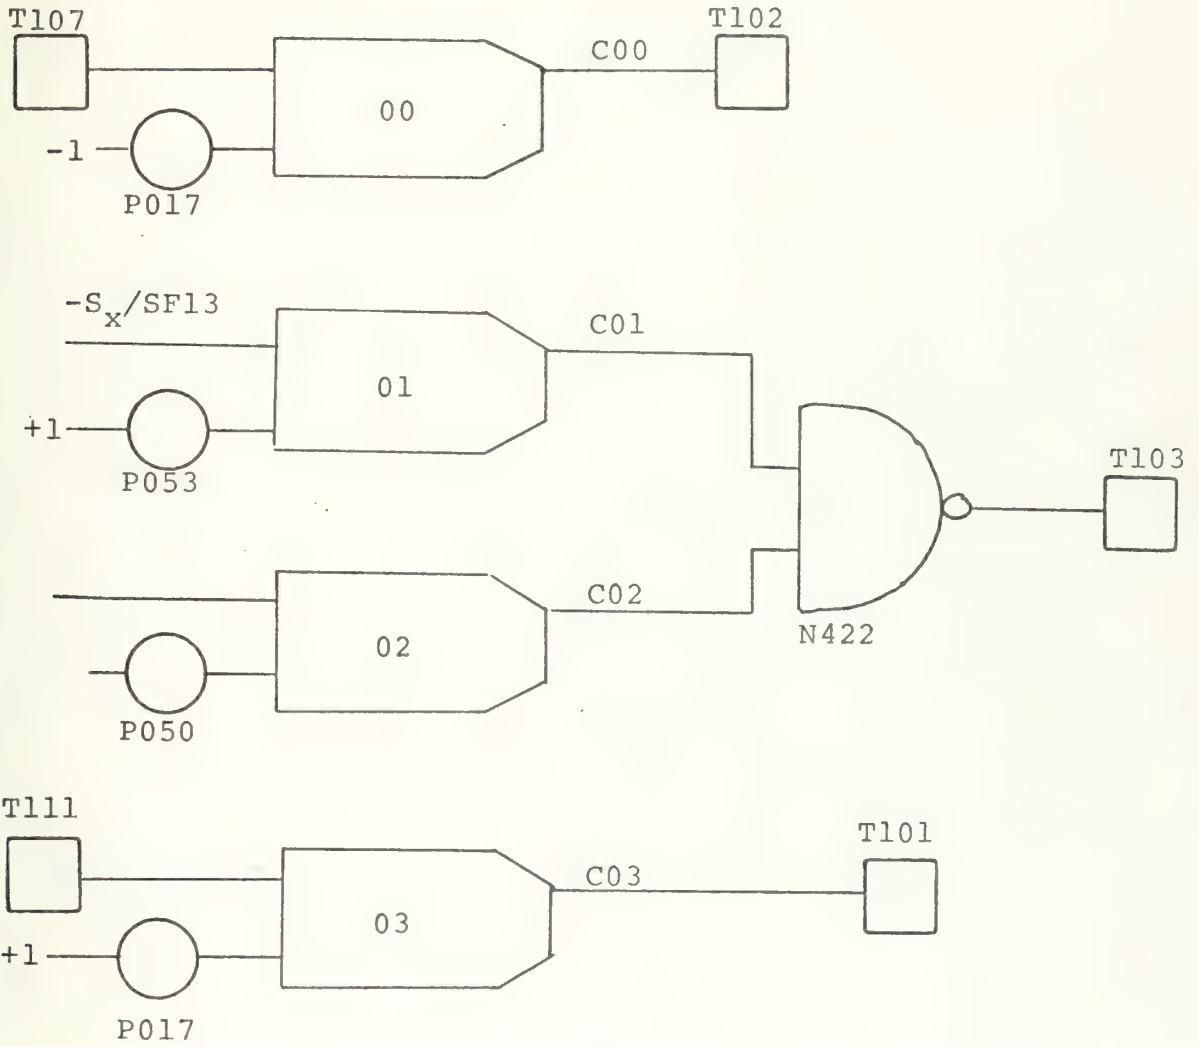 T107
T102
C00
00
-1
P017
-Sx/SF13
C01
01
+1
P053
T103
C02
02
N422
P050
T111
T101
C03
03
+1
P017